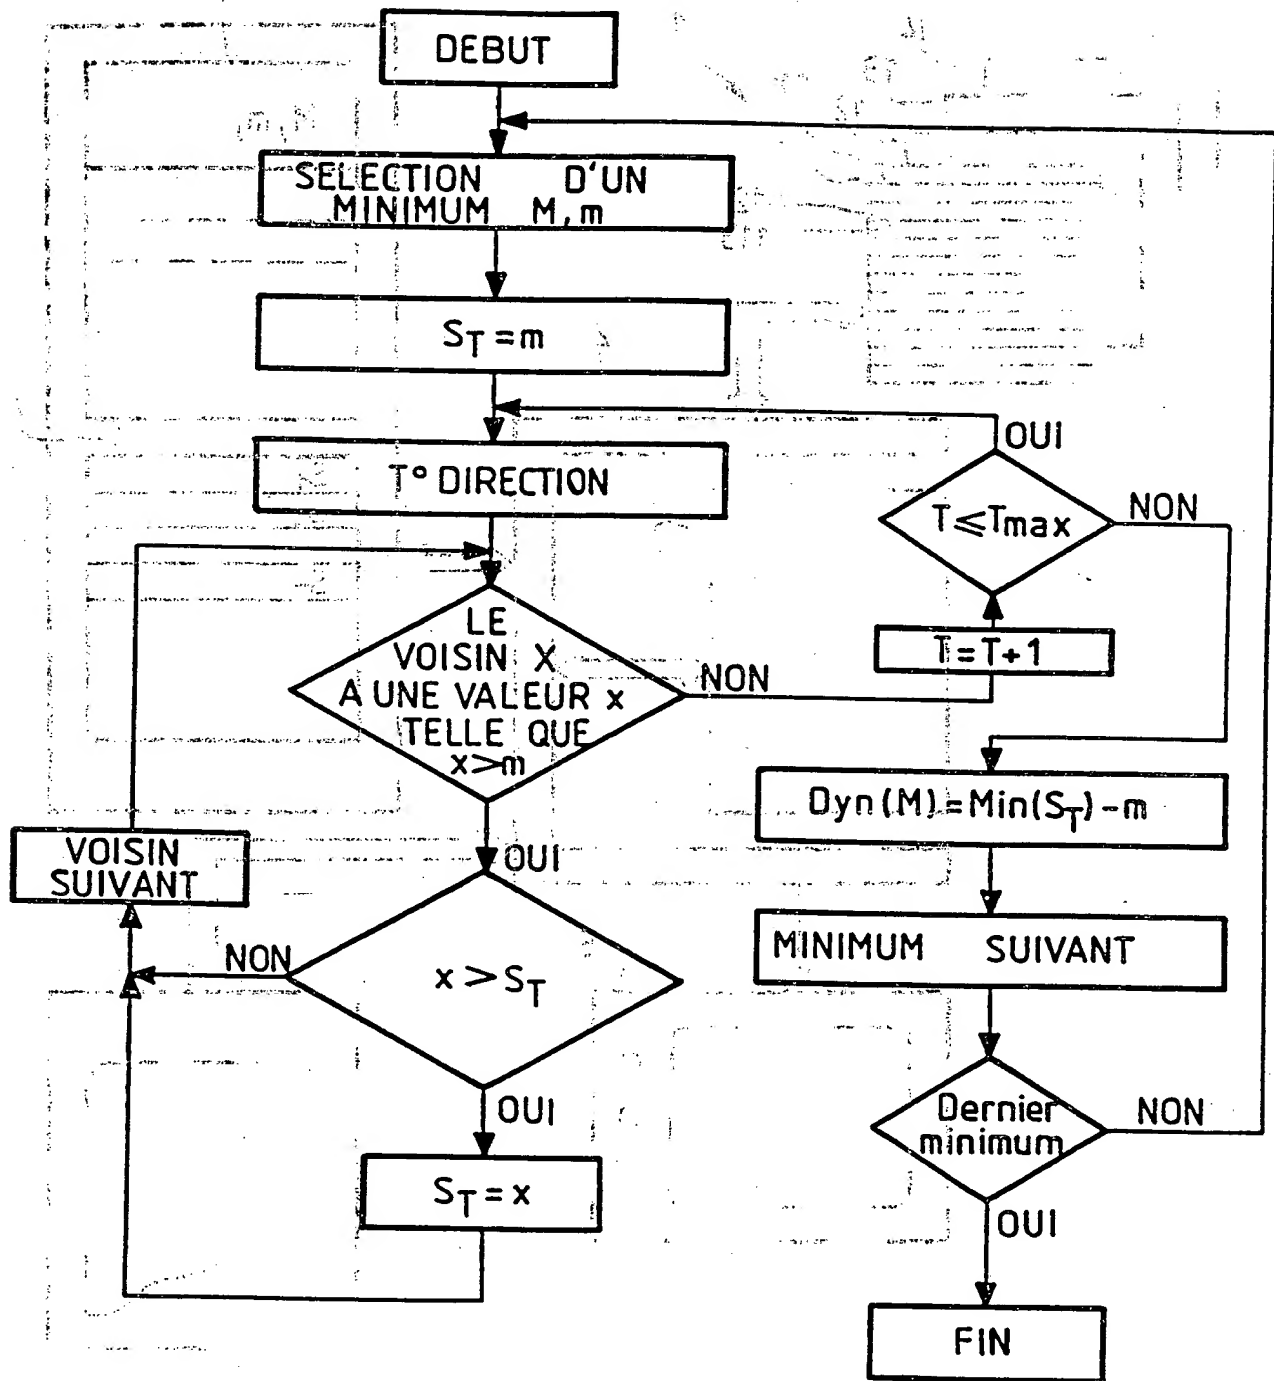 DEBUT
SELECTION D'UN
MINIMUM M,m
S_T=m
T° DIRECTION
OUI
T⩽Tmax
NON
T=T+1
LE
VOISIN X
A UNE VALEUR x
TELLE QUE
x>m
NON
OUI
Dyn(M)=Min(S_T)-m
VOISIN
SUIVANT
NON
x>S_T
MINIMUM SUIVANT
OUI
Dernier
minimum
NON
S_T=x
OUI
FIN